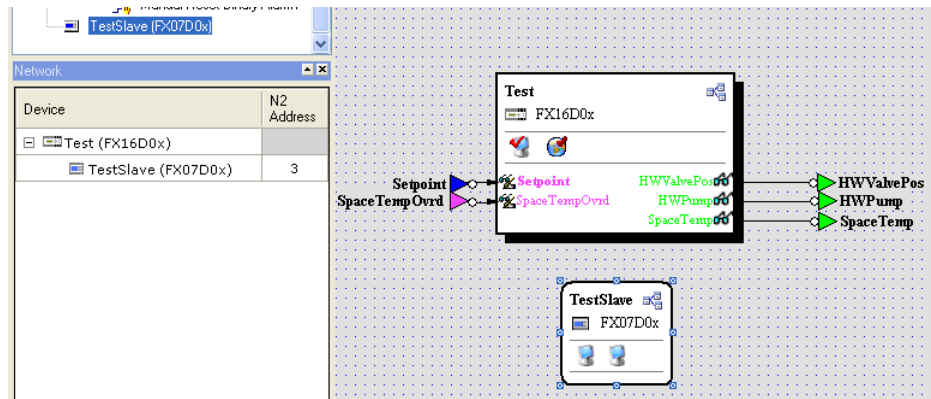 TestSlave (FX07D0x)
Network
Device
N2 Address
Test (FX16D0x)
TestSlave (FX07D0x) 3
Test
FX16D0x
Setpoint
SpaceTempOvrd
Setpoint
SpaceTempOvrd
HWValvePos
HWPump
SpaceTemp
HWValvePos
HWPump
SpaceTemp
TestSlave
FX07D0x